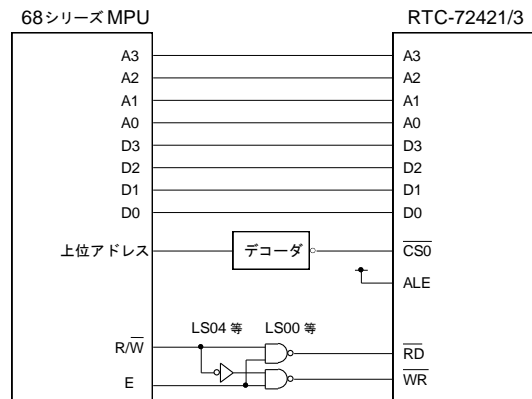 68シリーズ MPU RTC-72421/3
A3 A3
A2 A2
A1 A1
A0 A0
D3 D3
D2 D2
D1 D1
D0 D0
上位アドレス デコーダ CS0
ALE
LS04 等 LS00 等
R/W RD
E WR